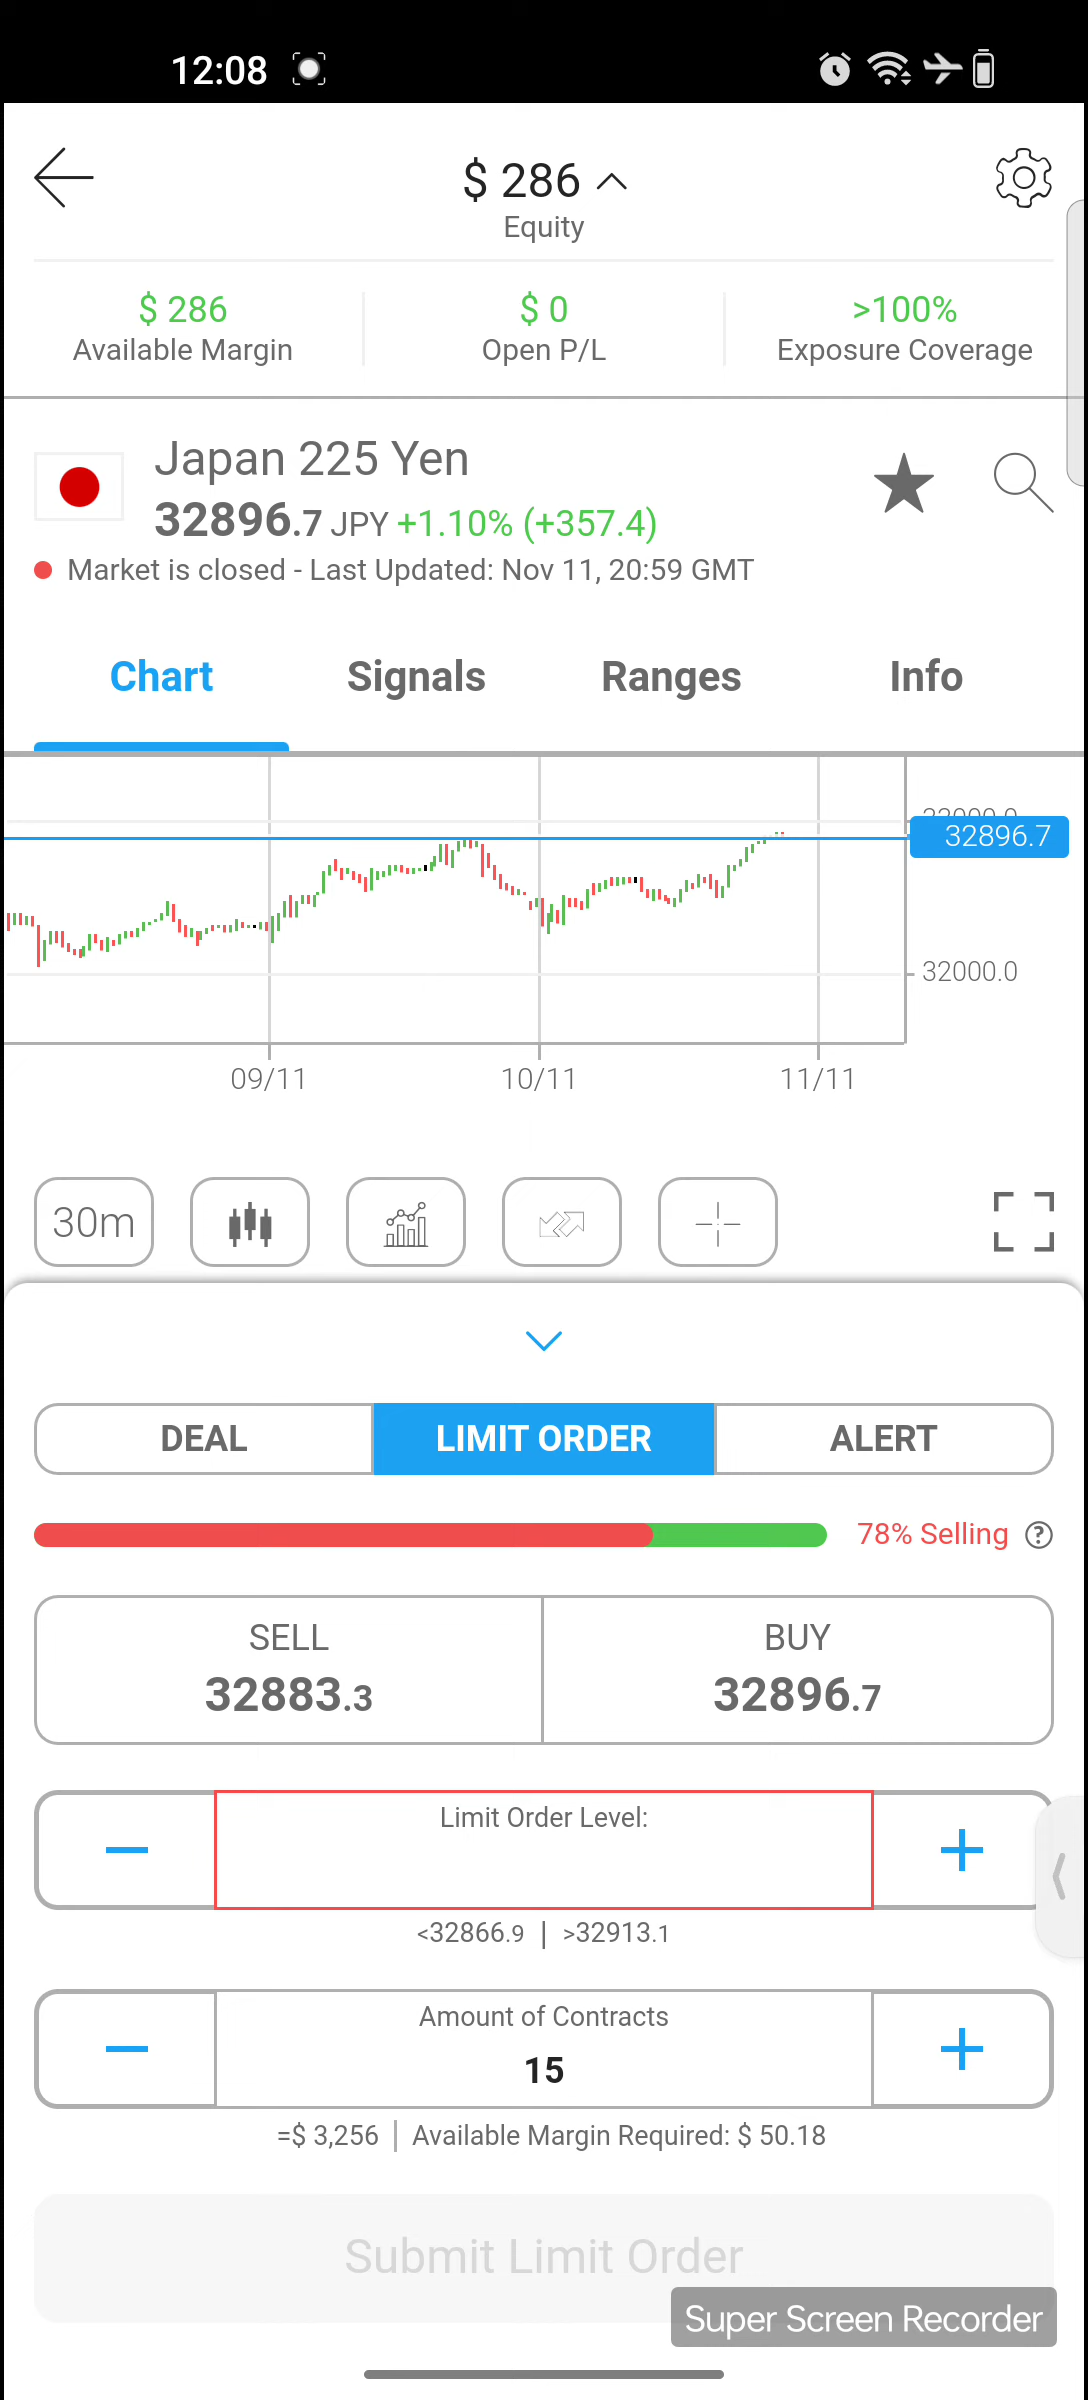 12:08
$ 286
Equity
$ 286
Available Margin
$ 0
Open P/L
>100%
Exposure Coverage
Japan 225 Yen
32896.7 JPY +1.10% (+357.4)
Market is closed - Last Updated: Nov 11, 20:59 GMT
Chart
Signals
Ranges
Info
33000.0
32896.7
32000.0
09/11
10/11
11/11
30m
DEAL
LIMIT ORDER
ALERT
78% Selling ?
SELL
32883.3
BUY
32896.7
Limit Order Level:
<32866.9 | >32913.1
Amount of Contracts
15
=$ 3,256 | Available Margin Required: $ 50.18
Submit Limit Order
Super Screen Recorder